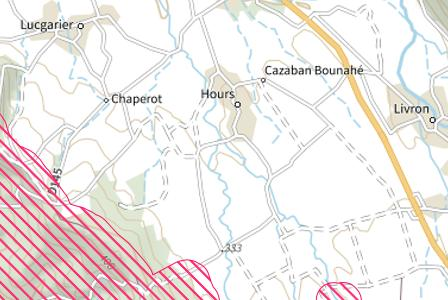 Lucgarier
Cazaban Bounahé
Hours
Chaperot
Livron
D145
333